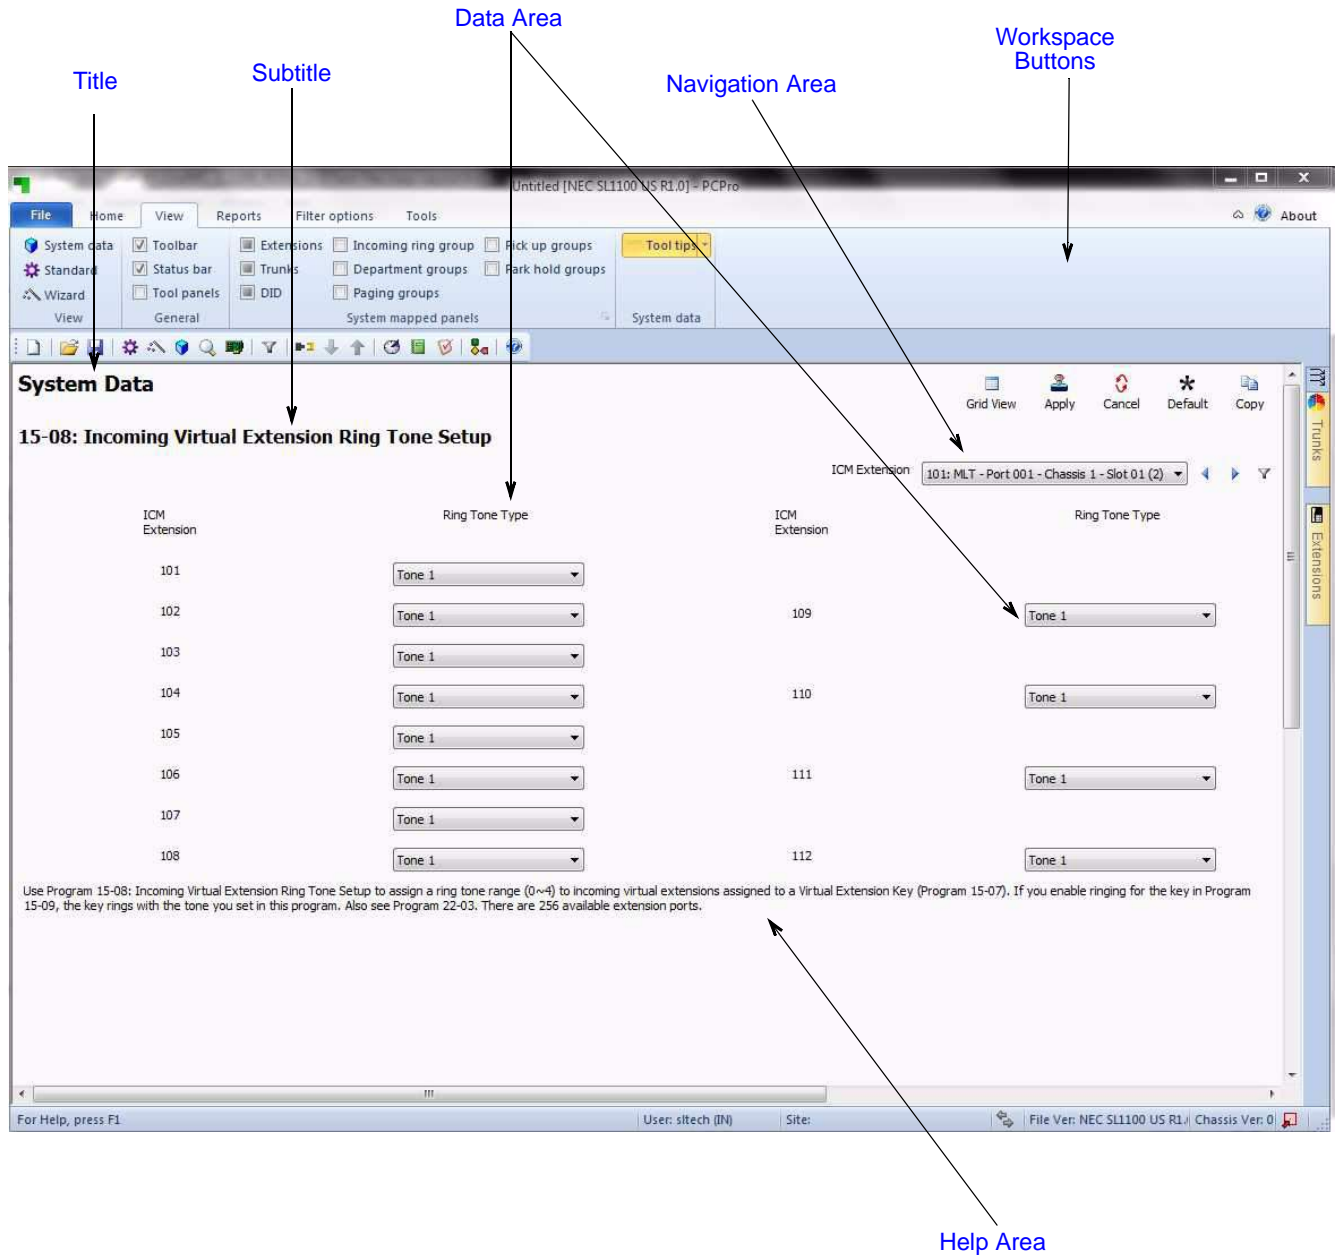 Data Area
Workspace
Buttons
Title
Subtitle
Navigation Area
Untitled [NEC SL1100 US R1.0] - PCPro
File Home View Reports Filter options Tools About
System data Toolbar Extensions Incoming ring group Pick up groups Tool tips
Standard Status bar Trunks Department groups Park hold groups
Wizard Tool panels DID Paging groups
View General System mapped panels System data
System Data
Grid View Apply Cancel Default Copy
Trunks
15-08: Incoming Virtual Extension Ring Tone Setup
ICM Extension 101: MLT - Port 001 - Chassis 1 - Slot 01 (2)
Extensions
ICM
Extension
Ring Tone Type
ICM
Extension
Ring Tone Type
101 Tone 1
102 Tone 1 109 Tone 1
103 Tone 1
104 Tone 1 110 Tone 1
105 Tone 1
106 Tone 1 111 Tone 1
107 Tone 1
108 Tone 1 112 Tone 1
Use Program 15-08: Incoming Virtual Extension Ring Tone Setup to assign a ring tone range (0~4) to incoming virtual extensions assigned to a Virtual Extension Key (Program 15-07). If you enable ringing for the key in Program
15-09, the key rings with the tone you set in this program. Also see Program 22-03. There are 256 available extension ports.
For Help, press F1 User: sltech (IN) Site: File Ver: NEC SL1100 US R1. Chassis Ver: 0
Help Area